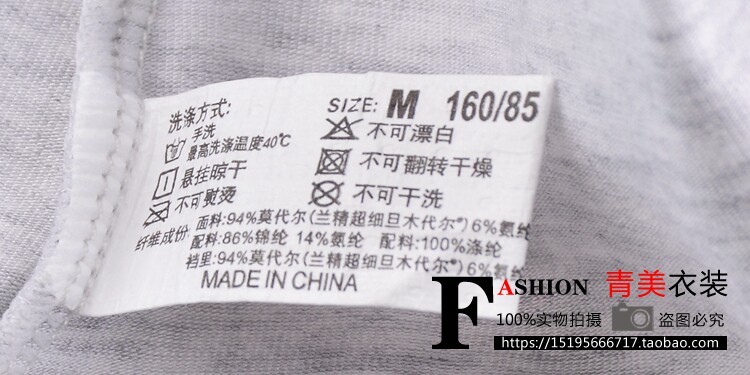 洗涤方式:
手洗
最高洗涤温度40℃
悬挂晾干
不可熨烫
SIZE: M 160/85
不可漂白
不可翻转干燥
不可干洗
纤维成份:
面料:94%莫代尔(兰精超细旦木代尔®)6%氨纶
配料:86%锦纶 14%氨纶 配料:100%涤纶
裆里:94%莫代尔(兰精超细旦木代尔®)6%氨纶
MADE IN CHINA
FASHION 青美衣装
100%实物拍摄 盗图必究
https://15195666717.taobao.com